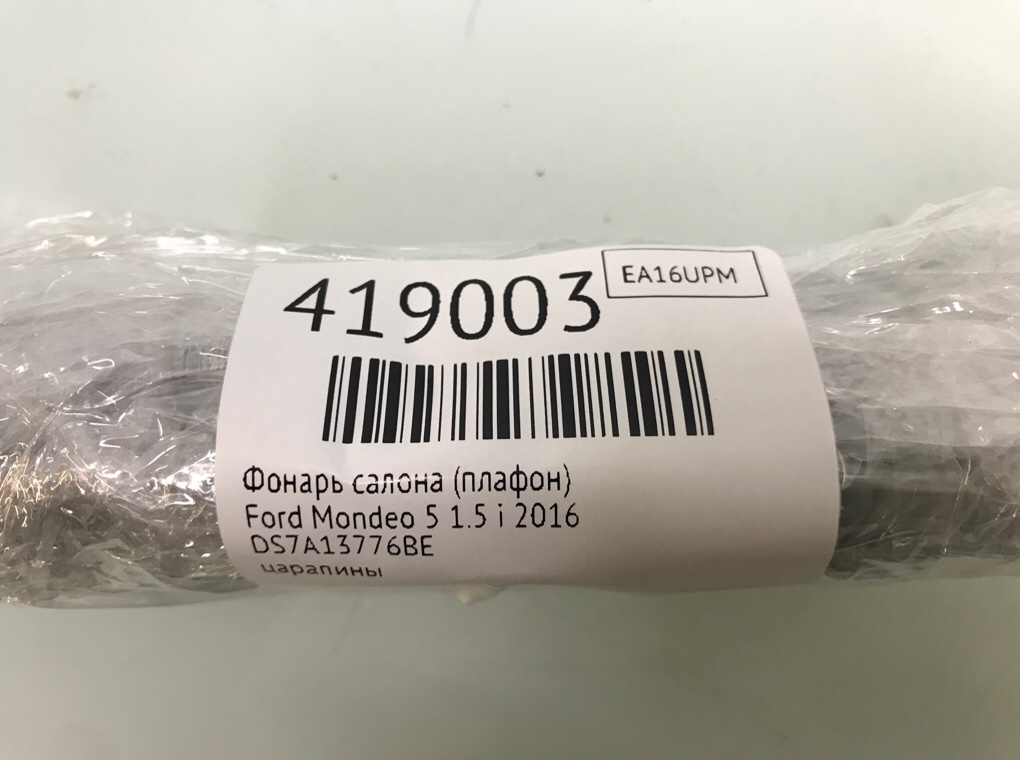 419003
EA16UPM
Фонарь салона (плафон)
Ford Mondeo 5 1.5 i 2016
DS7A13776BE
царапины